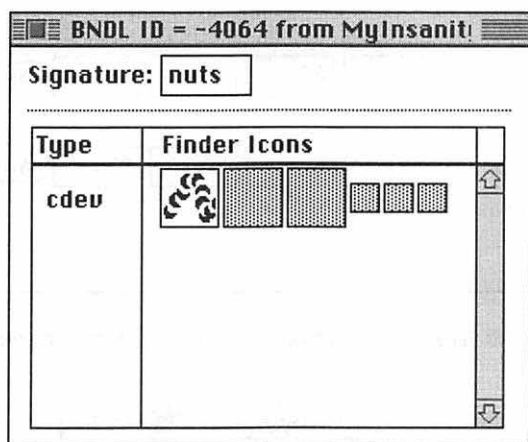 BNDL ID = -4064 from MyInsanit
Signature: nuts
Type Finder Icons
cdev